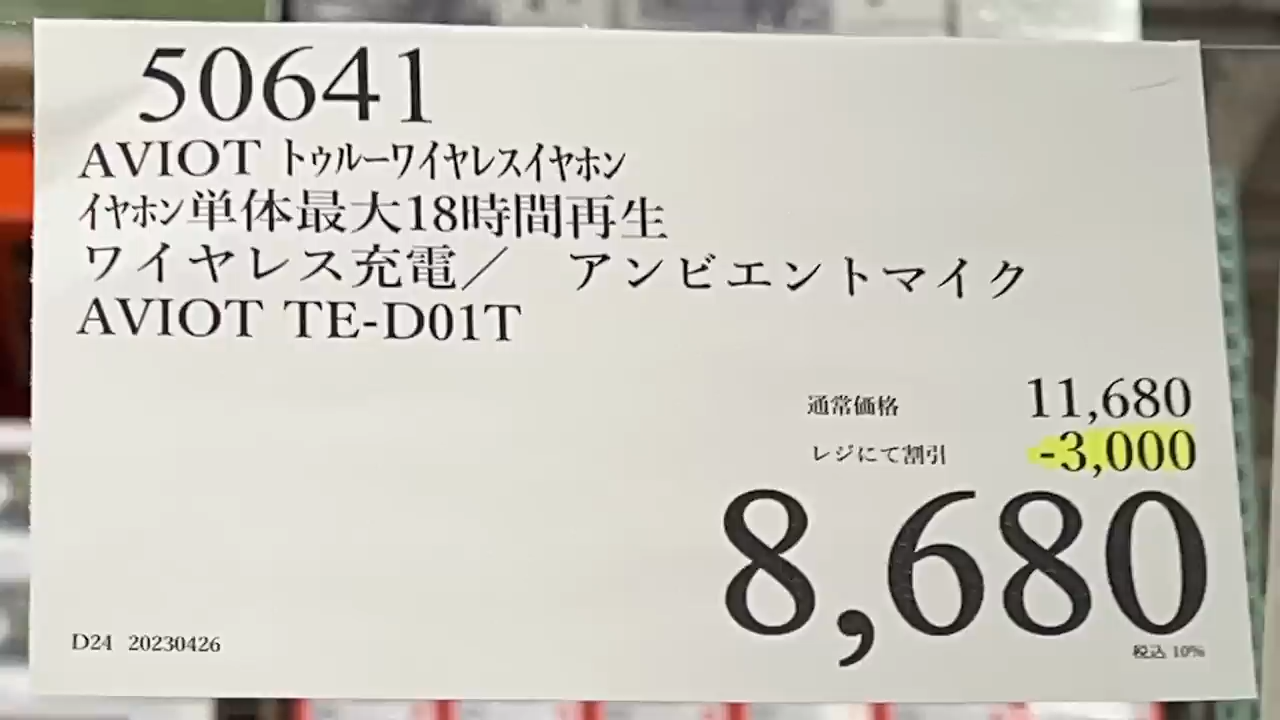 50641
AVIOT トゥルーワイヤレスイヤホン
イヤホン単体最大18時間再生
ワイヤレス充電／　アンビエントマイク
AVIOT TE-D01T
通常価格 11,680
レジにて割引 -3,000
8,680
税込 10%
D24 20230426